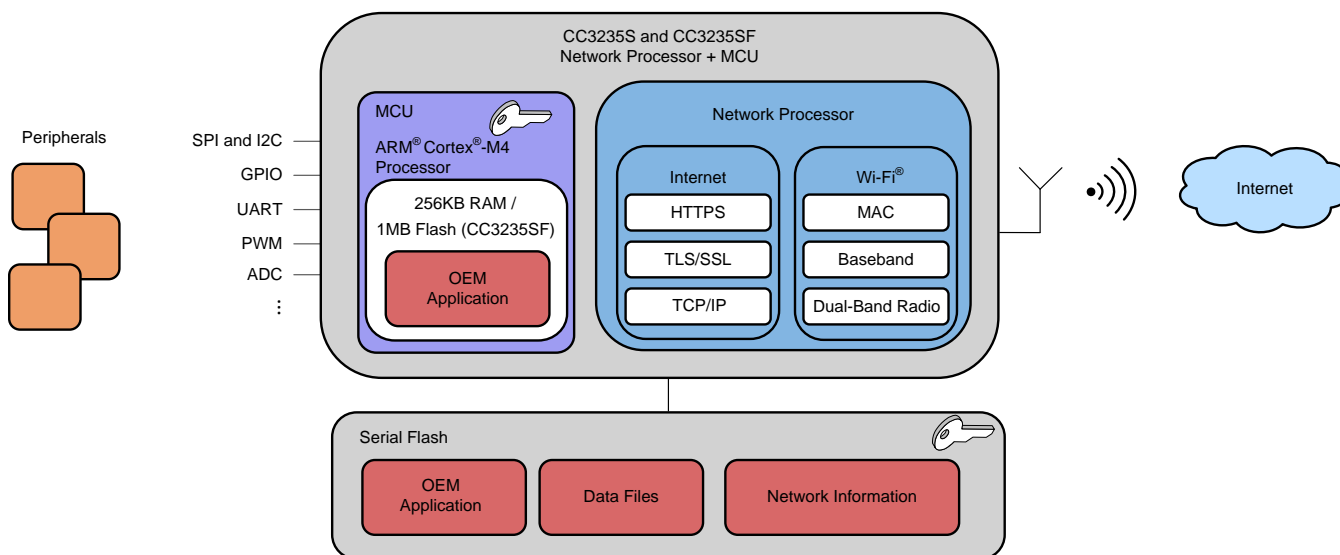 CC3235S and CC3235SF
Network Processor + MCU
Peripherals
SPI and I2C
GPIO
UART
PWM
ADC
⋮
MCU
ARM® Cortex®-M4
Processor
256KB RAM /
1MB Flash (CC3235SF)
OEM
Application
Network Processor
Internet
HTTPS
TLS/SSL
TCP/IP
Wi-Fi®
MAC
Baseband
Dual-Band Radio
Internet
Serial Flash
OEM
Application
Data Files
Network Information